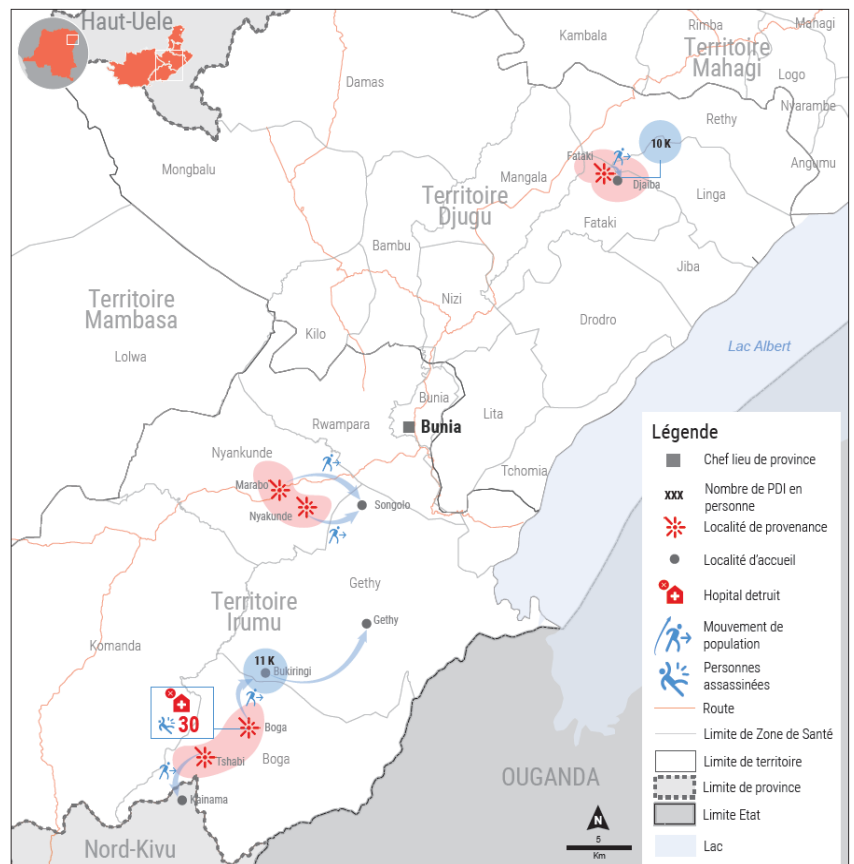 Haut-Uele
Kambala
Rimba
Mahagi
Territoire
Mahagi
Logo
Nyarambe
Damas
Rethy
10 K
Angumu
Mongbalu
Fataki
Mangala
Djaiba
Linga
Territoire
Djugu
Fataki
Bambu
Jiba
Territoire
Mambasa
Nizi
Drodro
Kilo
Lolwa
Lac Albert
Bunia
Rwampara
Bunia
Lita
Nyankunde
Tchomia
Marabo
Nyakunde
Songolo
Gethy
Territoire
Irumu
Gethy
Komanda
11 K
Bukiringi
30
Boga
Tshabi
Boga
Kainama
OUGANDA
Nord-Kivu
N
5
Km
Légende
Chef lieu de province
xxx
Nombre de PDI en
personne
Localité de provenance
Localité d'accueil
Hopital detruit
Mouvement de
population
Personnes
assassinées
Route
Limite de Zone de Santé
Limite de territoire
Limite de province
Limite Etat
Lac